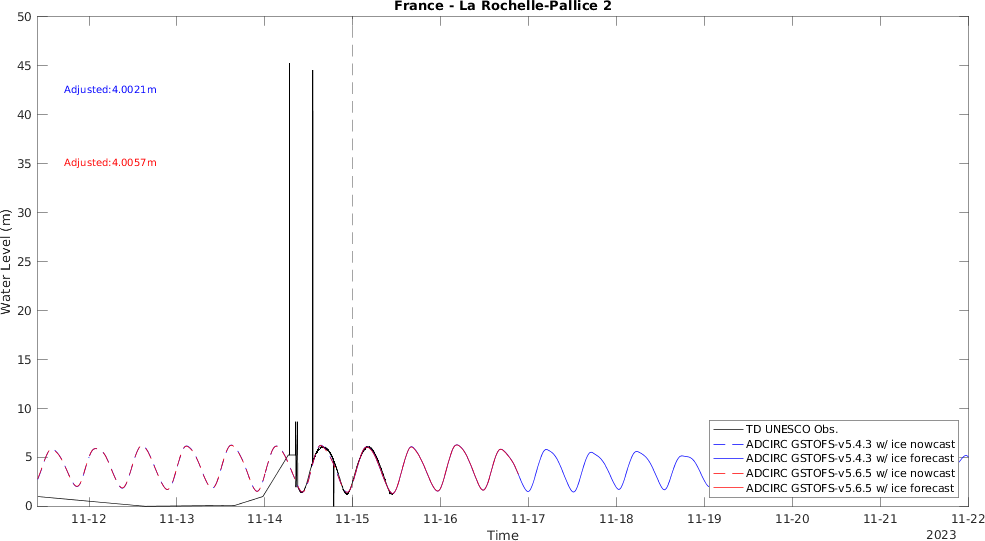 France - La Rochelle-Pallice 2
50
45
40
35
30
25
20
15
10
5
0
Water Level (m)
Adjusted:4.0021m
Adjusted:4.0057m
TD UNESCO Obs.
ADCIRC GSTOFS-v5.4.3 w/ ice nowcast
ADCIRC GSTOFS-v5.4.3 w/ ice forecast
ADCIRC GSTOFS-v5.6.5 w/ ice nowcast
ADCIRC GSTOFS-v5.6.5 w/ ice forecast
11-12 11-13 11-14 11-15 11-16 11-17 11-18 11-19 11-20 11-21 11-22
Time
2023